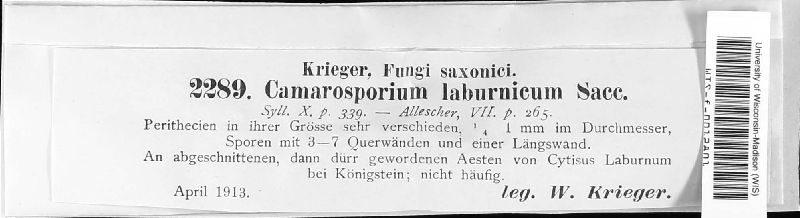 Krieger, Fungi saxonici.
2289. Camarosporium laburnicum Sacc.
Syll. X. p. 339. — Allescher, VII. p. 265.
Perithecien in ihrer Grösse sehr verschieden, ¼ 1 mm im Durchmesser,
Sporen mit 3—7 Querwänden und einer Längswand.
An abgeschnittenen, dann dürr gewordenen Aesten von Cytisus Laburnum
bei Königstein; nicht häufig.
April 1913.
leg. W. Krieger.
University of Wisconsin-Madison (WIS)